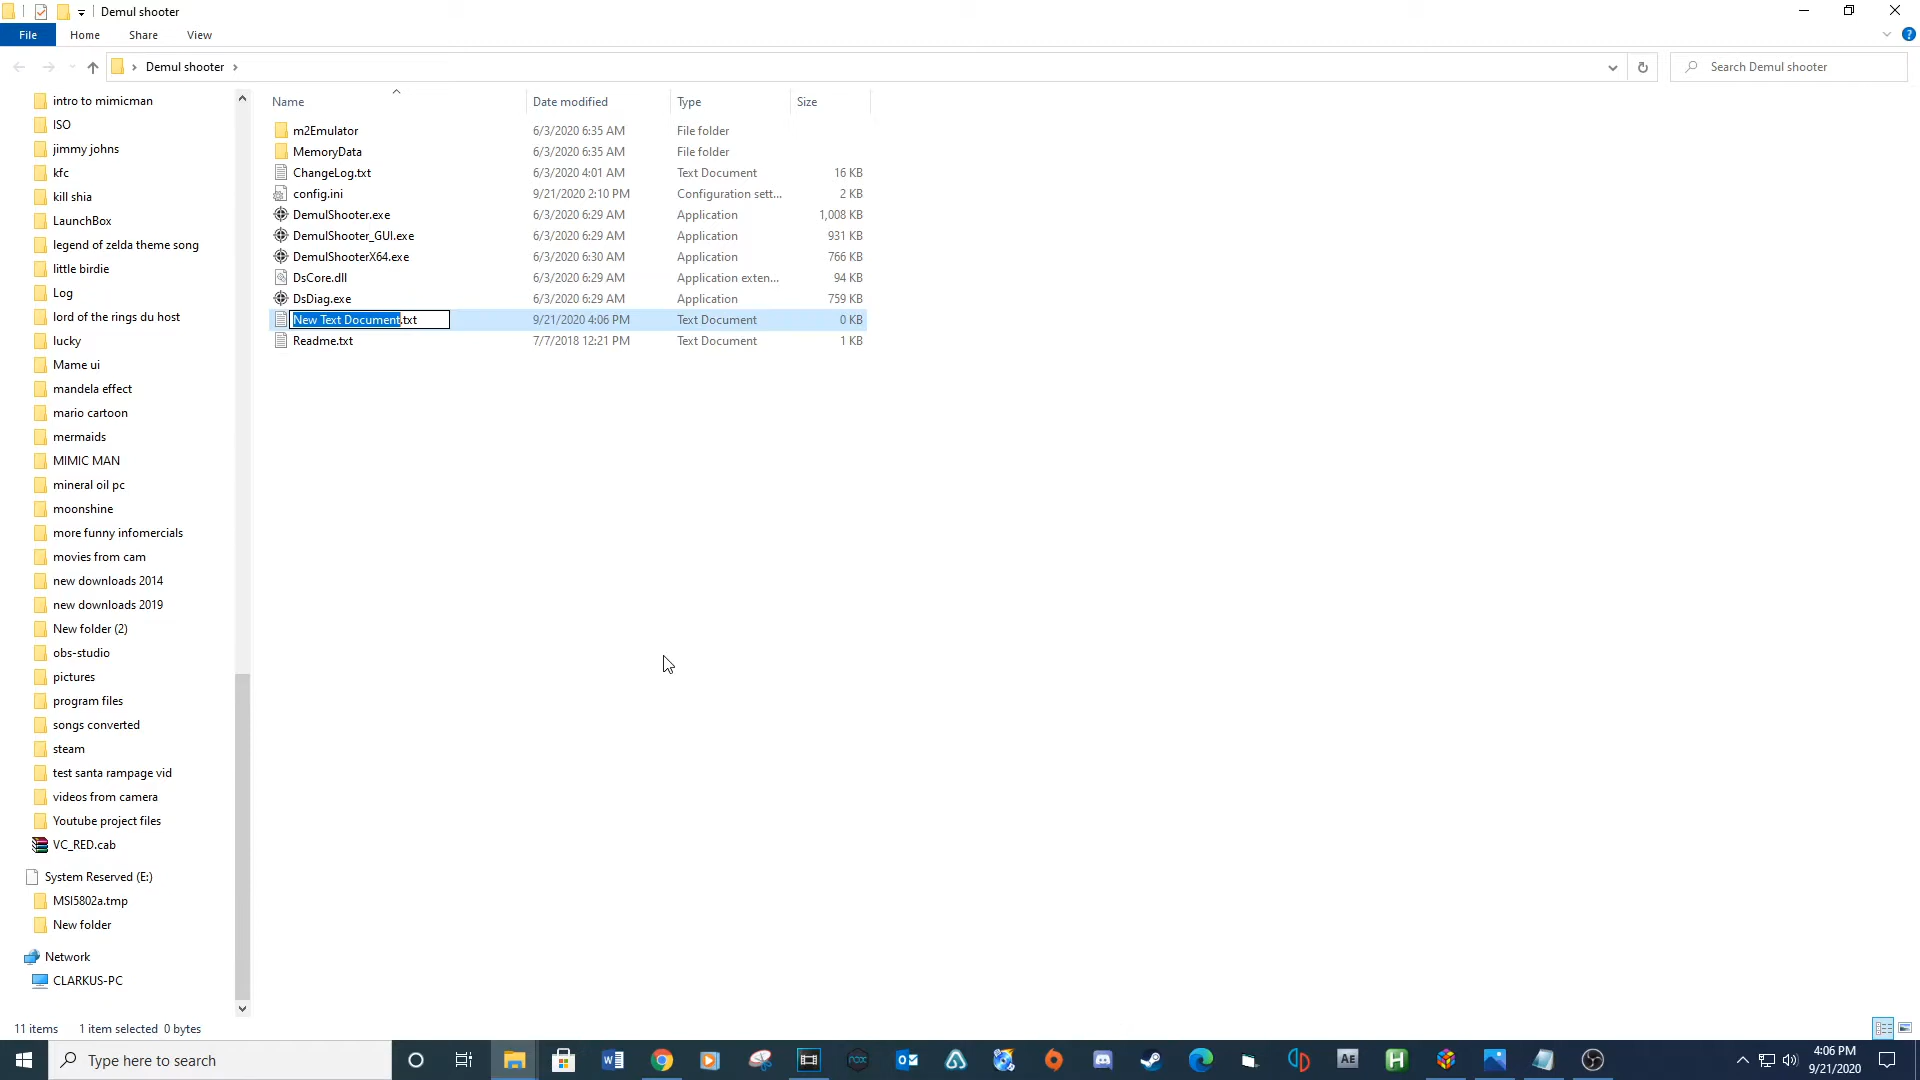 Demul shooter
File Home Share View
Demul shooter
Search Demul shooter
intro to mimicman
ISO
jimmy johns
kfc
kill shia
LaunchBox
legend of zelda theme song
little birdie
Log
lord of the rings du host
lucky
Mame ui
mandela effect
mario cartoon
mermaids
MIMIC MAN
mineral oil pc
moonshine
more funny infomercials
movies from cam
new downloads 2014
new downloads 2019
New folder (2)
obs-studio
pictures
program files
songs converted
steam
test santa rampage vid
videos from camera
Youtube project files
VC_RED.cab
System Reserved (E:)
MSI5802a.tmp
New folder
Network
CLARKUS-PC
Name Date modified Type Size
m2Emulator 6/3/2020 6:35 AM File folder
MemoryData 6/3/2020 6:35 AM File folder
ChangeLog.txt 6/3/2020 4:01 AM Text Document 16 KB
config.ini 9/21/2020 2:10 PM Configuration sett... 2 KB
DemulShooter.exe 6/3/2020 6:29 AM Application 1,008 KB
DemulShooter_GUI.exe 6/3/2020 6:29 AM Application 931 KB
DemulShooterX64.exe 6/3/2020 6:30 AM Application 766 KB
DsCore.dll 6/3/2020 6:29 AM Application exten... 94 KB
DsDiag.exe 6/3/2020 6:29 AM Application 759 KB
New Text Document.txt 9/21/2020 4:06 PM Text Document 0 KB
Readme.txt 7/7/2018 12:21 PM Text Document 1 KB
11 items 1 item selected 0 bytes
Type here to search
AE
4:06 PM
9/21/2020